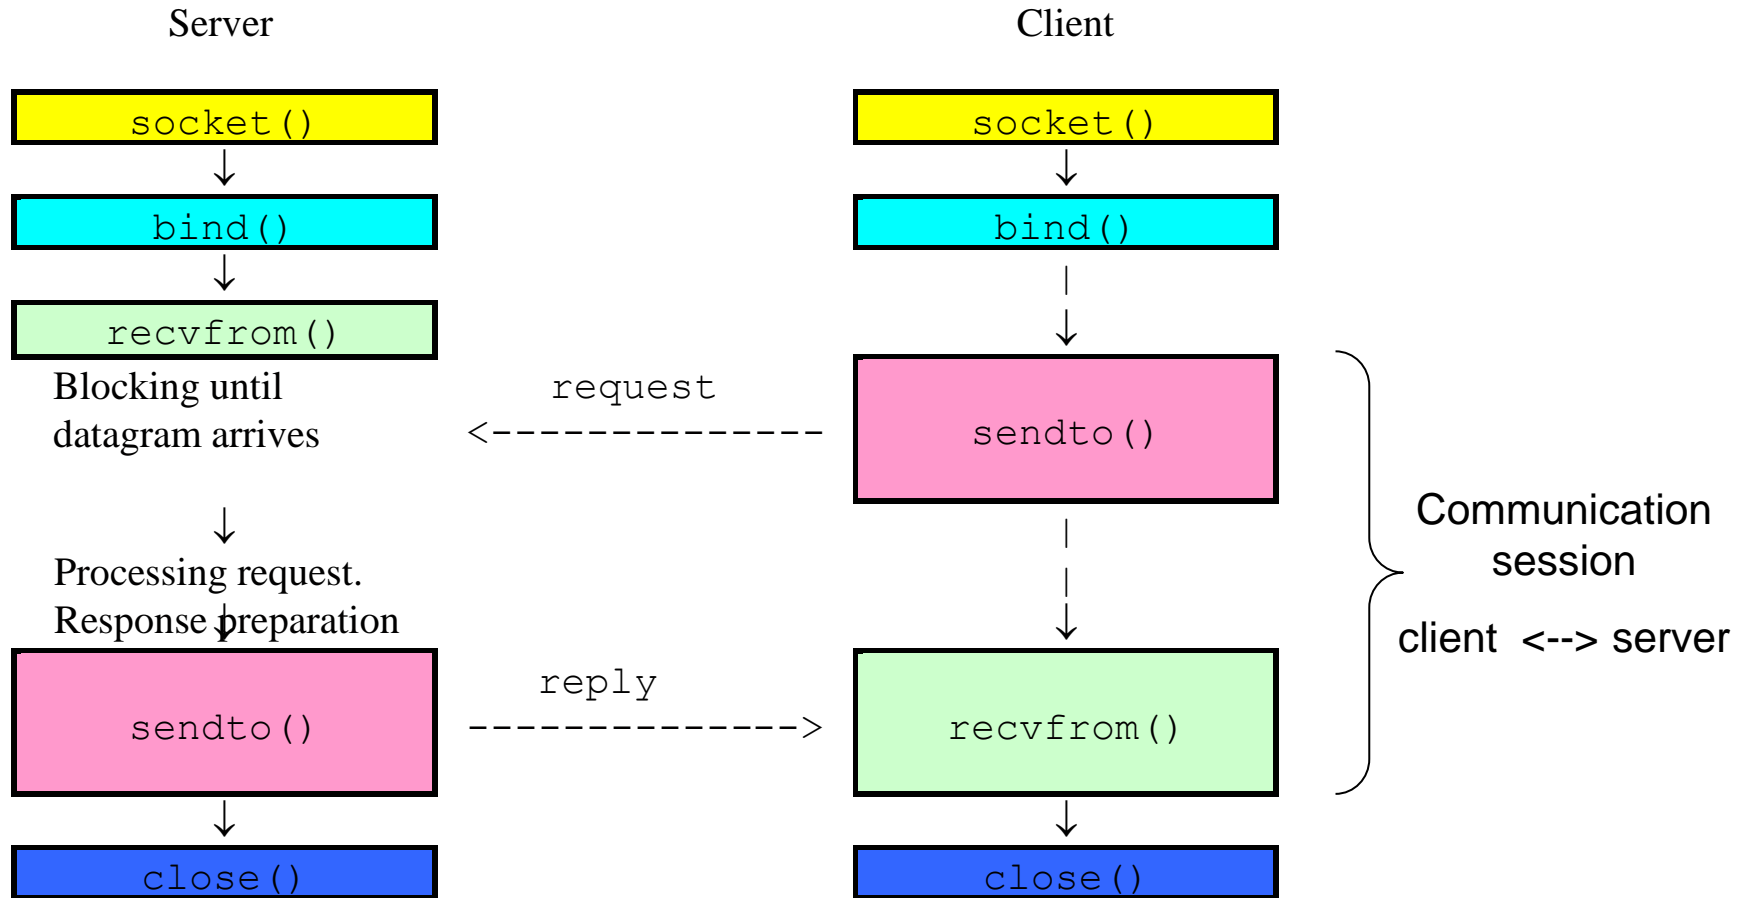 Server
Client
socket()
socket()
bind()
bind()
recvfrom()
Blocking until
datagram arrives
request
<--------------
sendto()
Processing request.
Response preparation
sendto()
reply
-------------->
recvfrom()
Communication
session
client <--> server
close()
close()